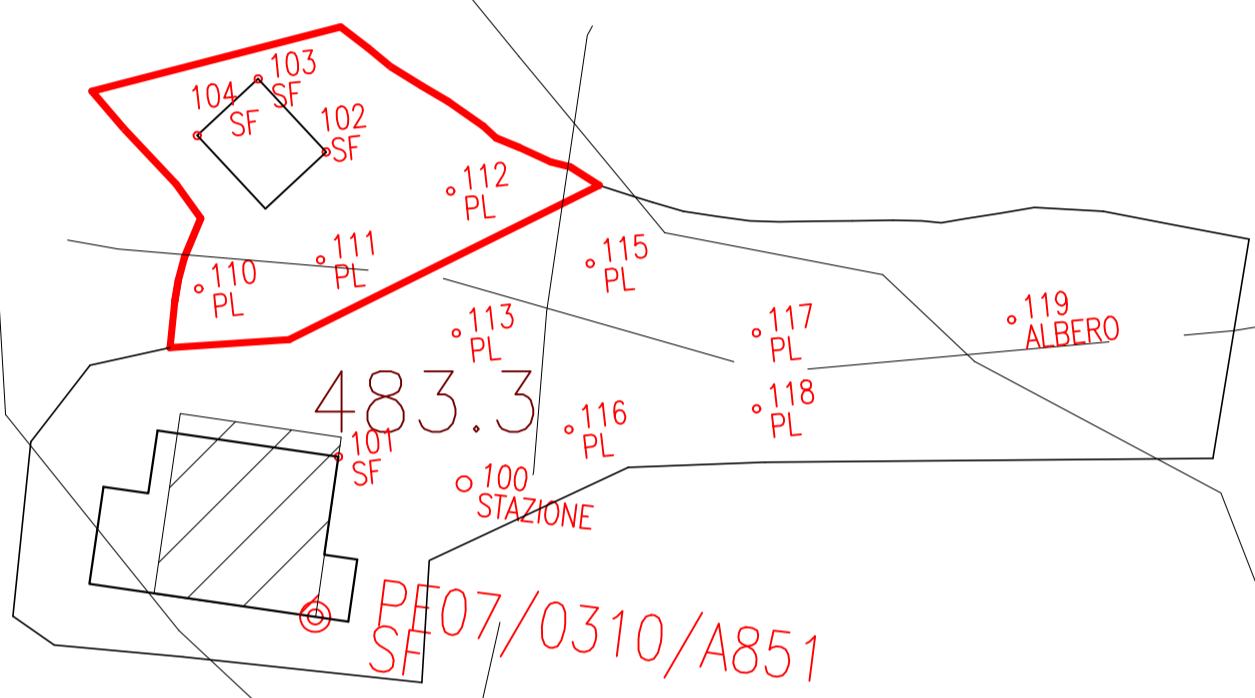 103
SF
104
SF
102
SF
112
PL
111
PL
110
PL
115
PL
113
PL
117
PL
119
ALBERO
118
PL
483.3
116
PL
101
SF
100
STAZIONE
PF07/0310/A851
SF